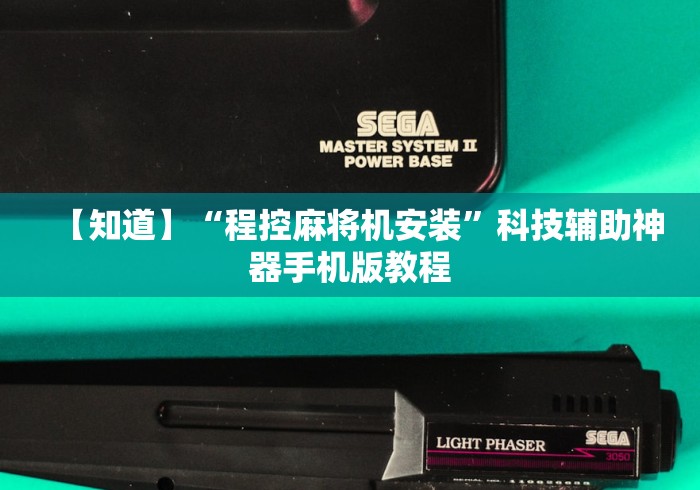 SEGA
MASTER SYSTEM II
POWER BASE
【知道】“程控麻将机安装”科技辅助神
器手机版教程
LIGHT PHASER
SEGA
3050